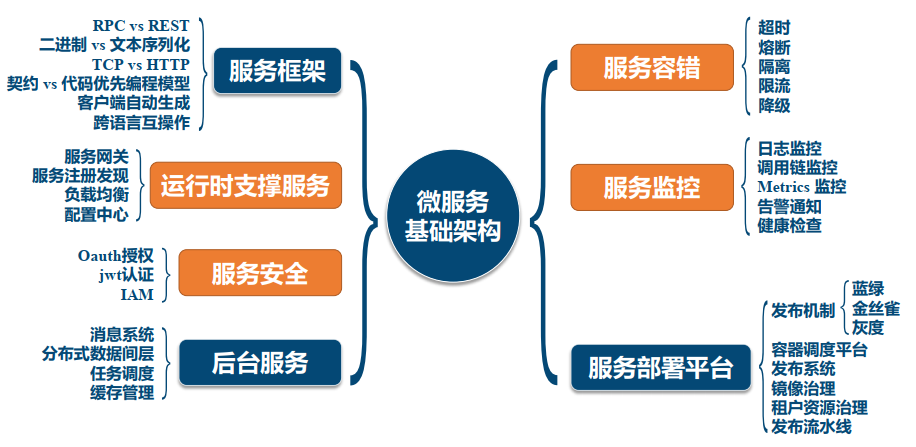 RPC vs REST
二进制 vs 文本序列化
TCP vs HTTP
契约 vs 代码优先编程模型
客户端自动生成
跨语言互操作
服务框架
服务网关
服务注册发现
负载均衡
配置中心
运行时支撑服务
Oauth授权
jwt认证
IAM
服务安全
消息系统
分布式数据间层
任务调度
缓存管理
后台服务
微服务
基础架构
服务容错
超时
熔断
隔离
限流
降级
服务监控
日志监控
调用链监控
Metrics 监控
告警通知
健康检查
服务部署平台
发布机制
蓝绿
金丝雀
灰度
容器调度平台
发布系统
镜像治理
租户资源治理
发布流水线